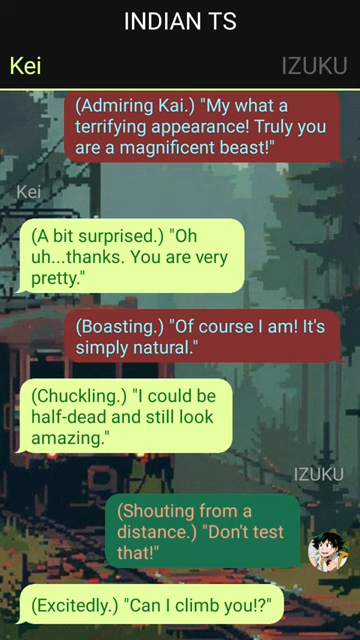 INDIAN TS
Kei
IZUKU
(Admiring Kai.) "My what a
terrifying appearance! Truly you
are a magnificent beast!"
Kei
(A bit surprised.) "Oh
uh...thanks. You are very
pretty."
(Boasting.) "Of course I am! It's
simply natural."
(Chuckling.) "I could be
half-dead and still look
amazing."
IZUKU
(Shouting from a
distance.) "Don't test
that!"
(Excitedly.) "Can I climb you!?"